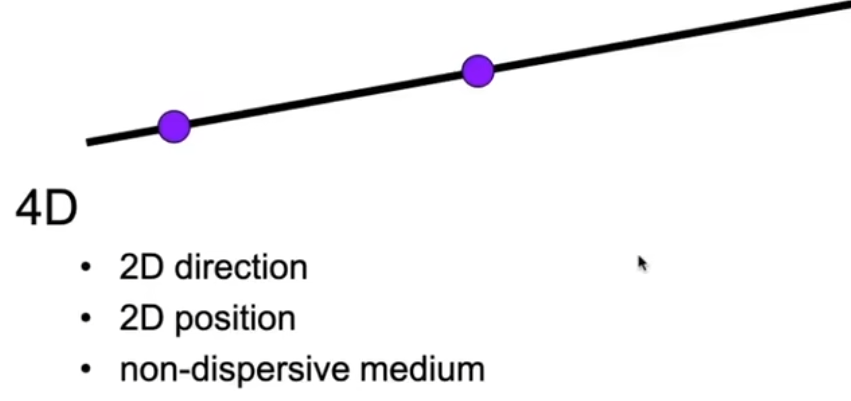 4D
• 2D direction
• 2D position
• non-dispersive medium